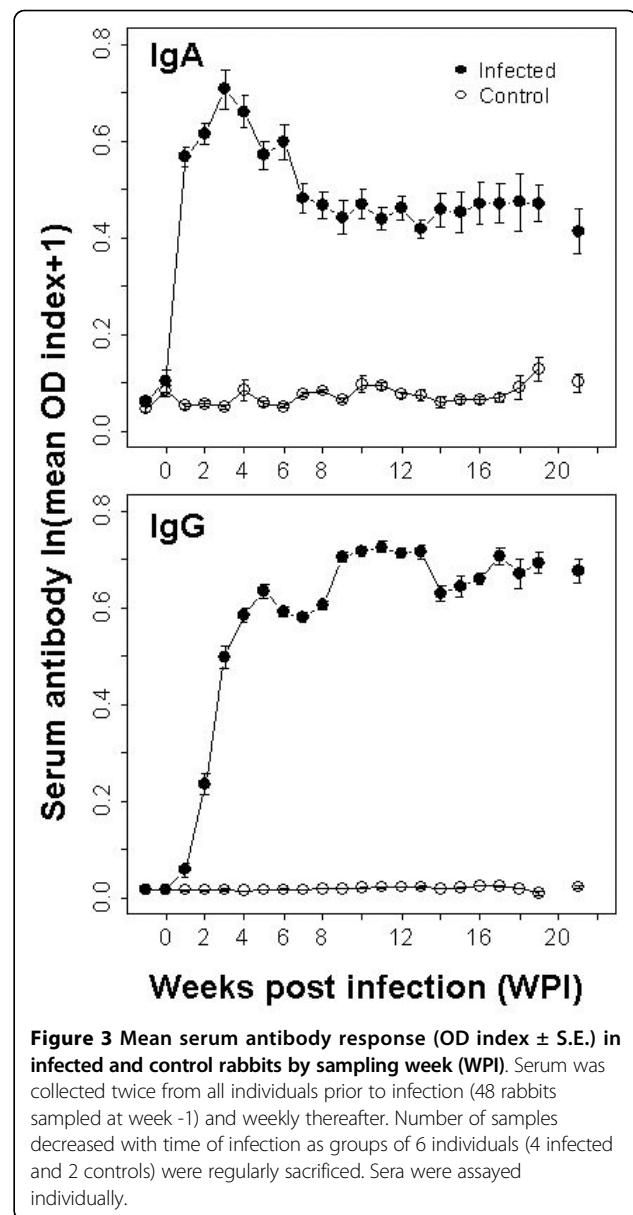 IgA
Infected
Control
0.8
0.6
0.4
0.2
0.0
0 2 4 6 8 12 16 20
IgG
0.8
0.6
0.4
0.2
0.0
0 2 4 6 8 12 16 20
Serum antibody ln(mean OD index+1)
Weeks post infection (WPI)
Figure 3 Mean serum antibody response (OD index ± S.E.) in
infected and control rabbits by sampling week (WPI). Serum was
collected twice from all individuals prior to infection (48 rabbits
sampled at week -1) and weekly thereafter. Number of samples
decreased with time of infection as groups of 6 individuals (4 infected
and 2 controls) were regularly sacrificed. Sera were assayed
individually.